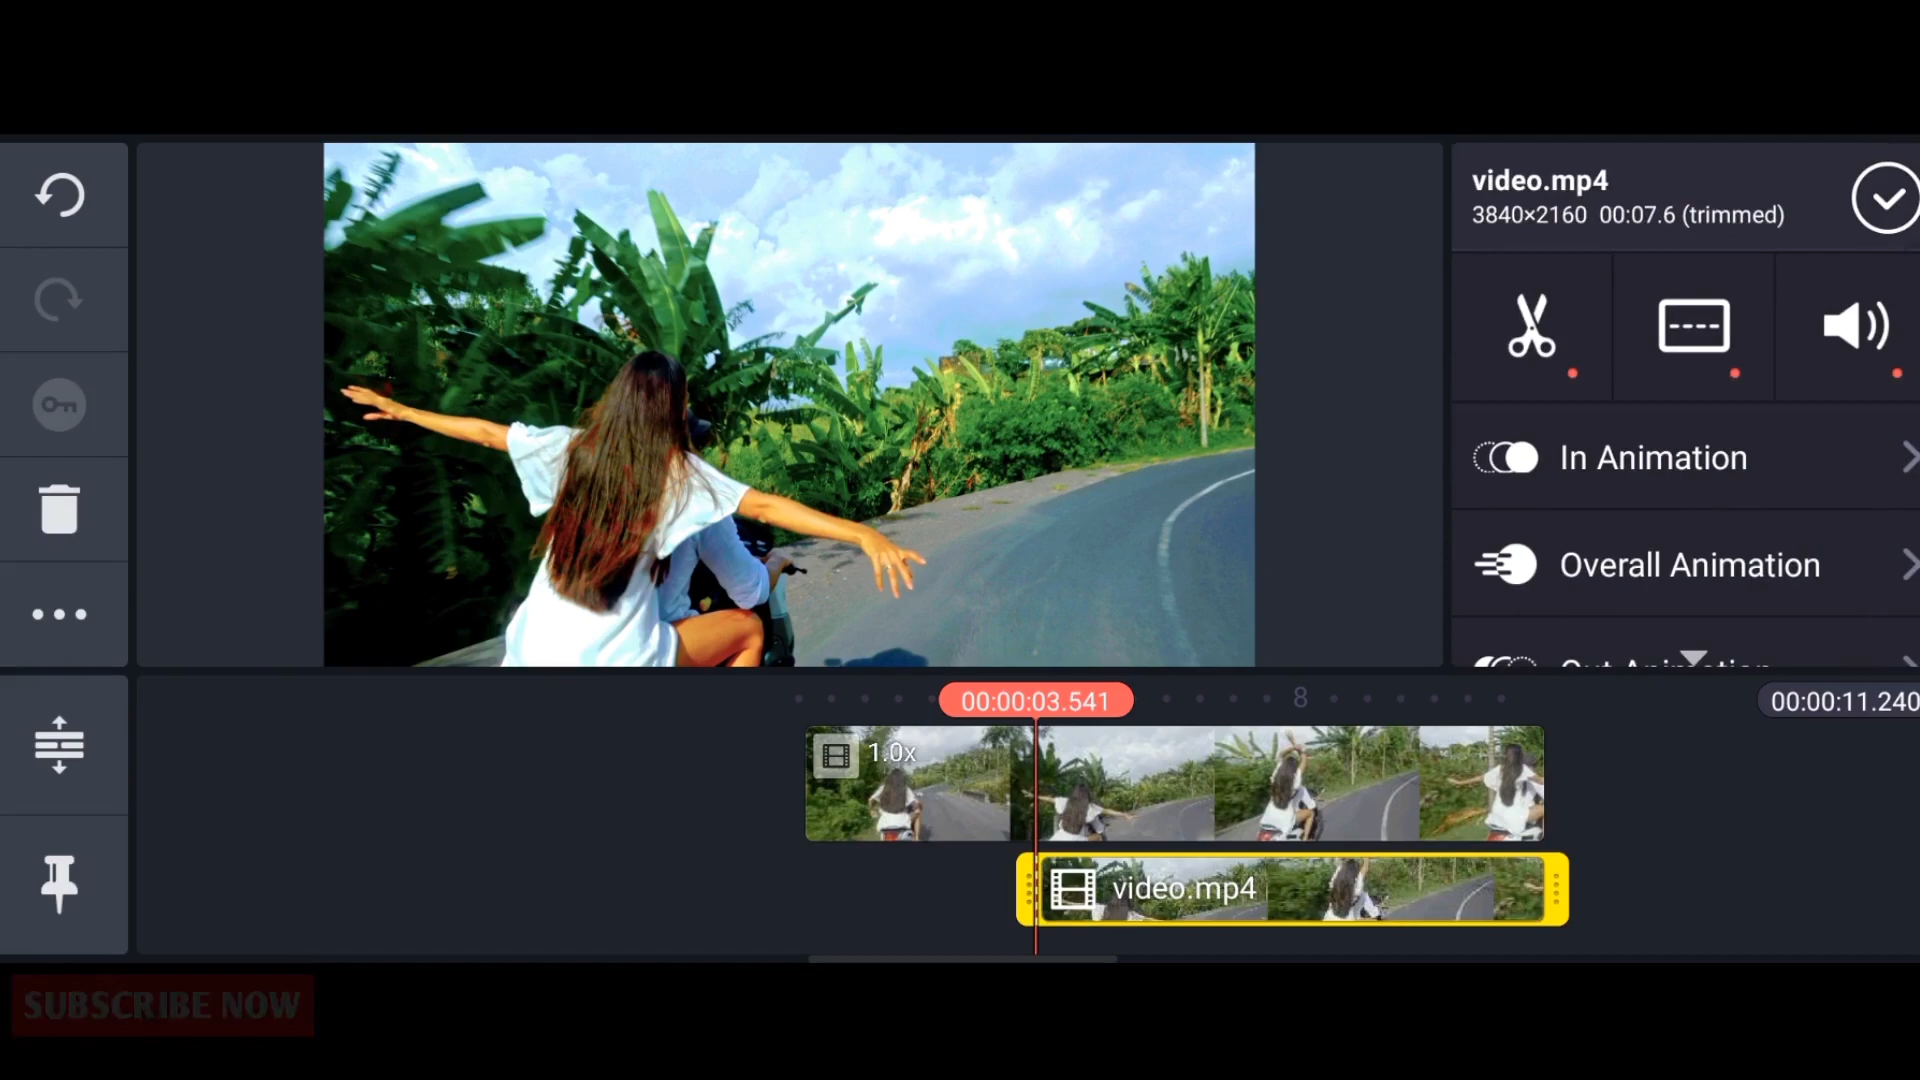 video.mp4
3840×2160 00:07.6 (trimmed)
In Animation
Overall Animation
Out Animation
00:00:03.541
8
00:00:11.240
1.0x
video.mp4
SUBSCRIBE NOW